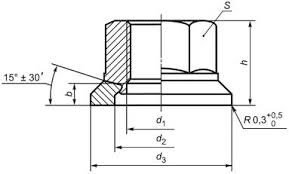 S
15° ± 30′
b
h
d1
d2
d3
R 0,3 +0,5 0